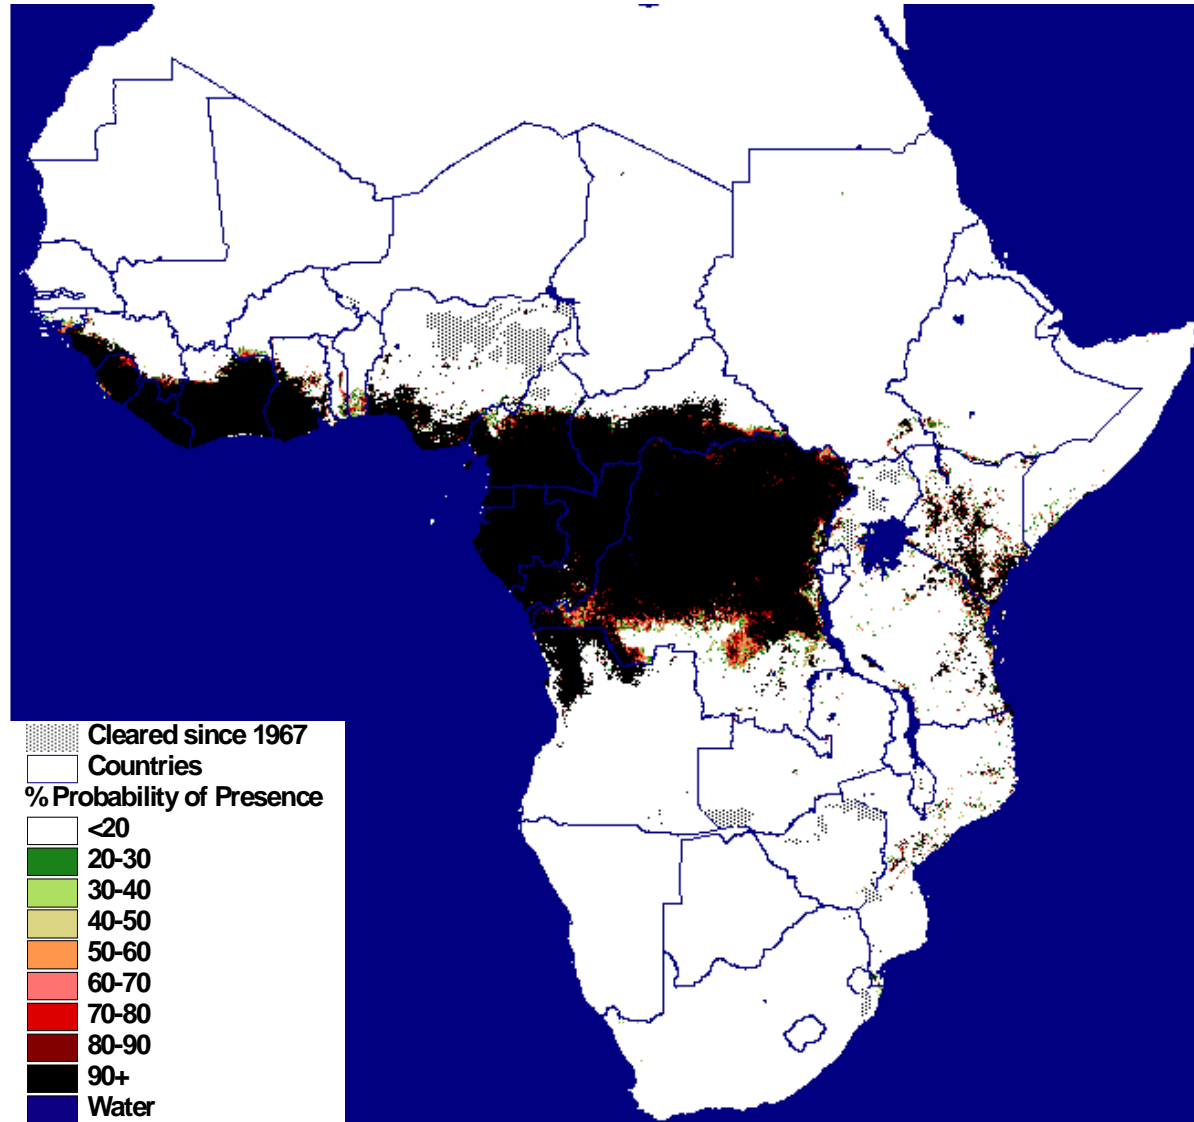 Cleared since 1967
Countries
% Probability of Presence
<20
20-30
30-40
40-50
50-60
60-70
70-80
80-90
90+
Water